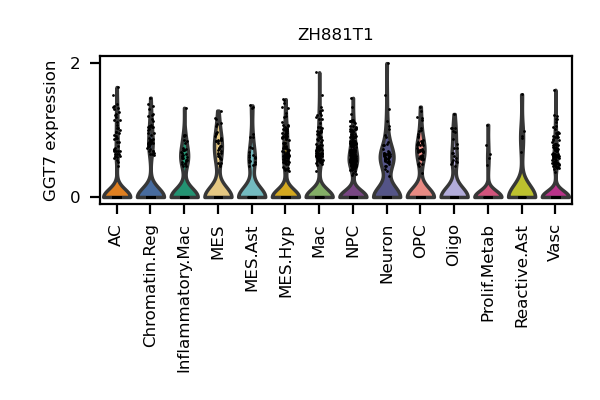 ZH881T1
GGT7 expression
2
0
AC
Chromatin.Reg
Inflammatory.Mac
MES
MES.Ast
MES.Hyp
Mac
NPC
Neuron
OPC
Oligo
Prolif.Metab
Reactive.Ast
Vasc